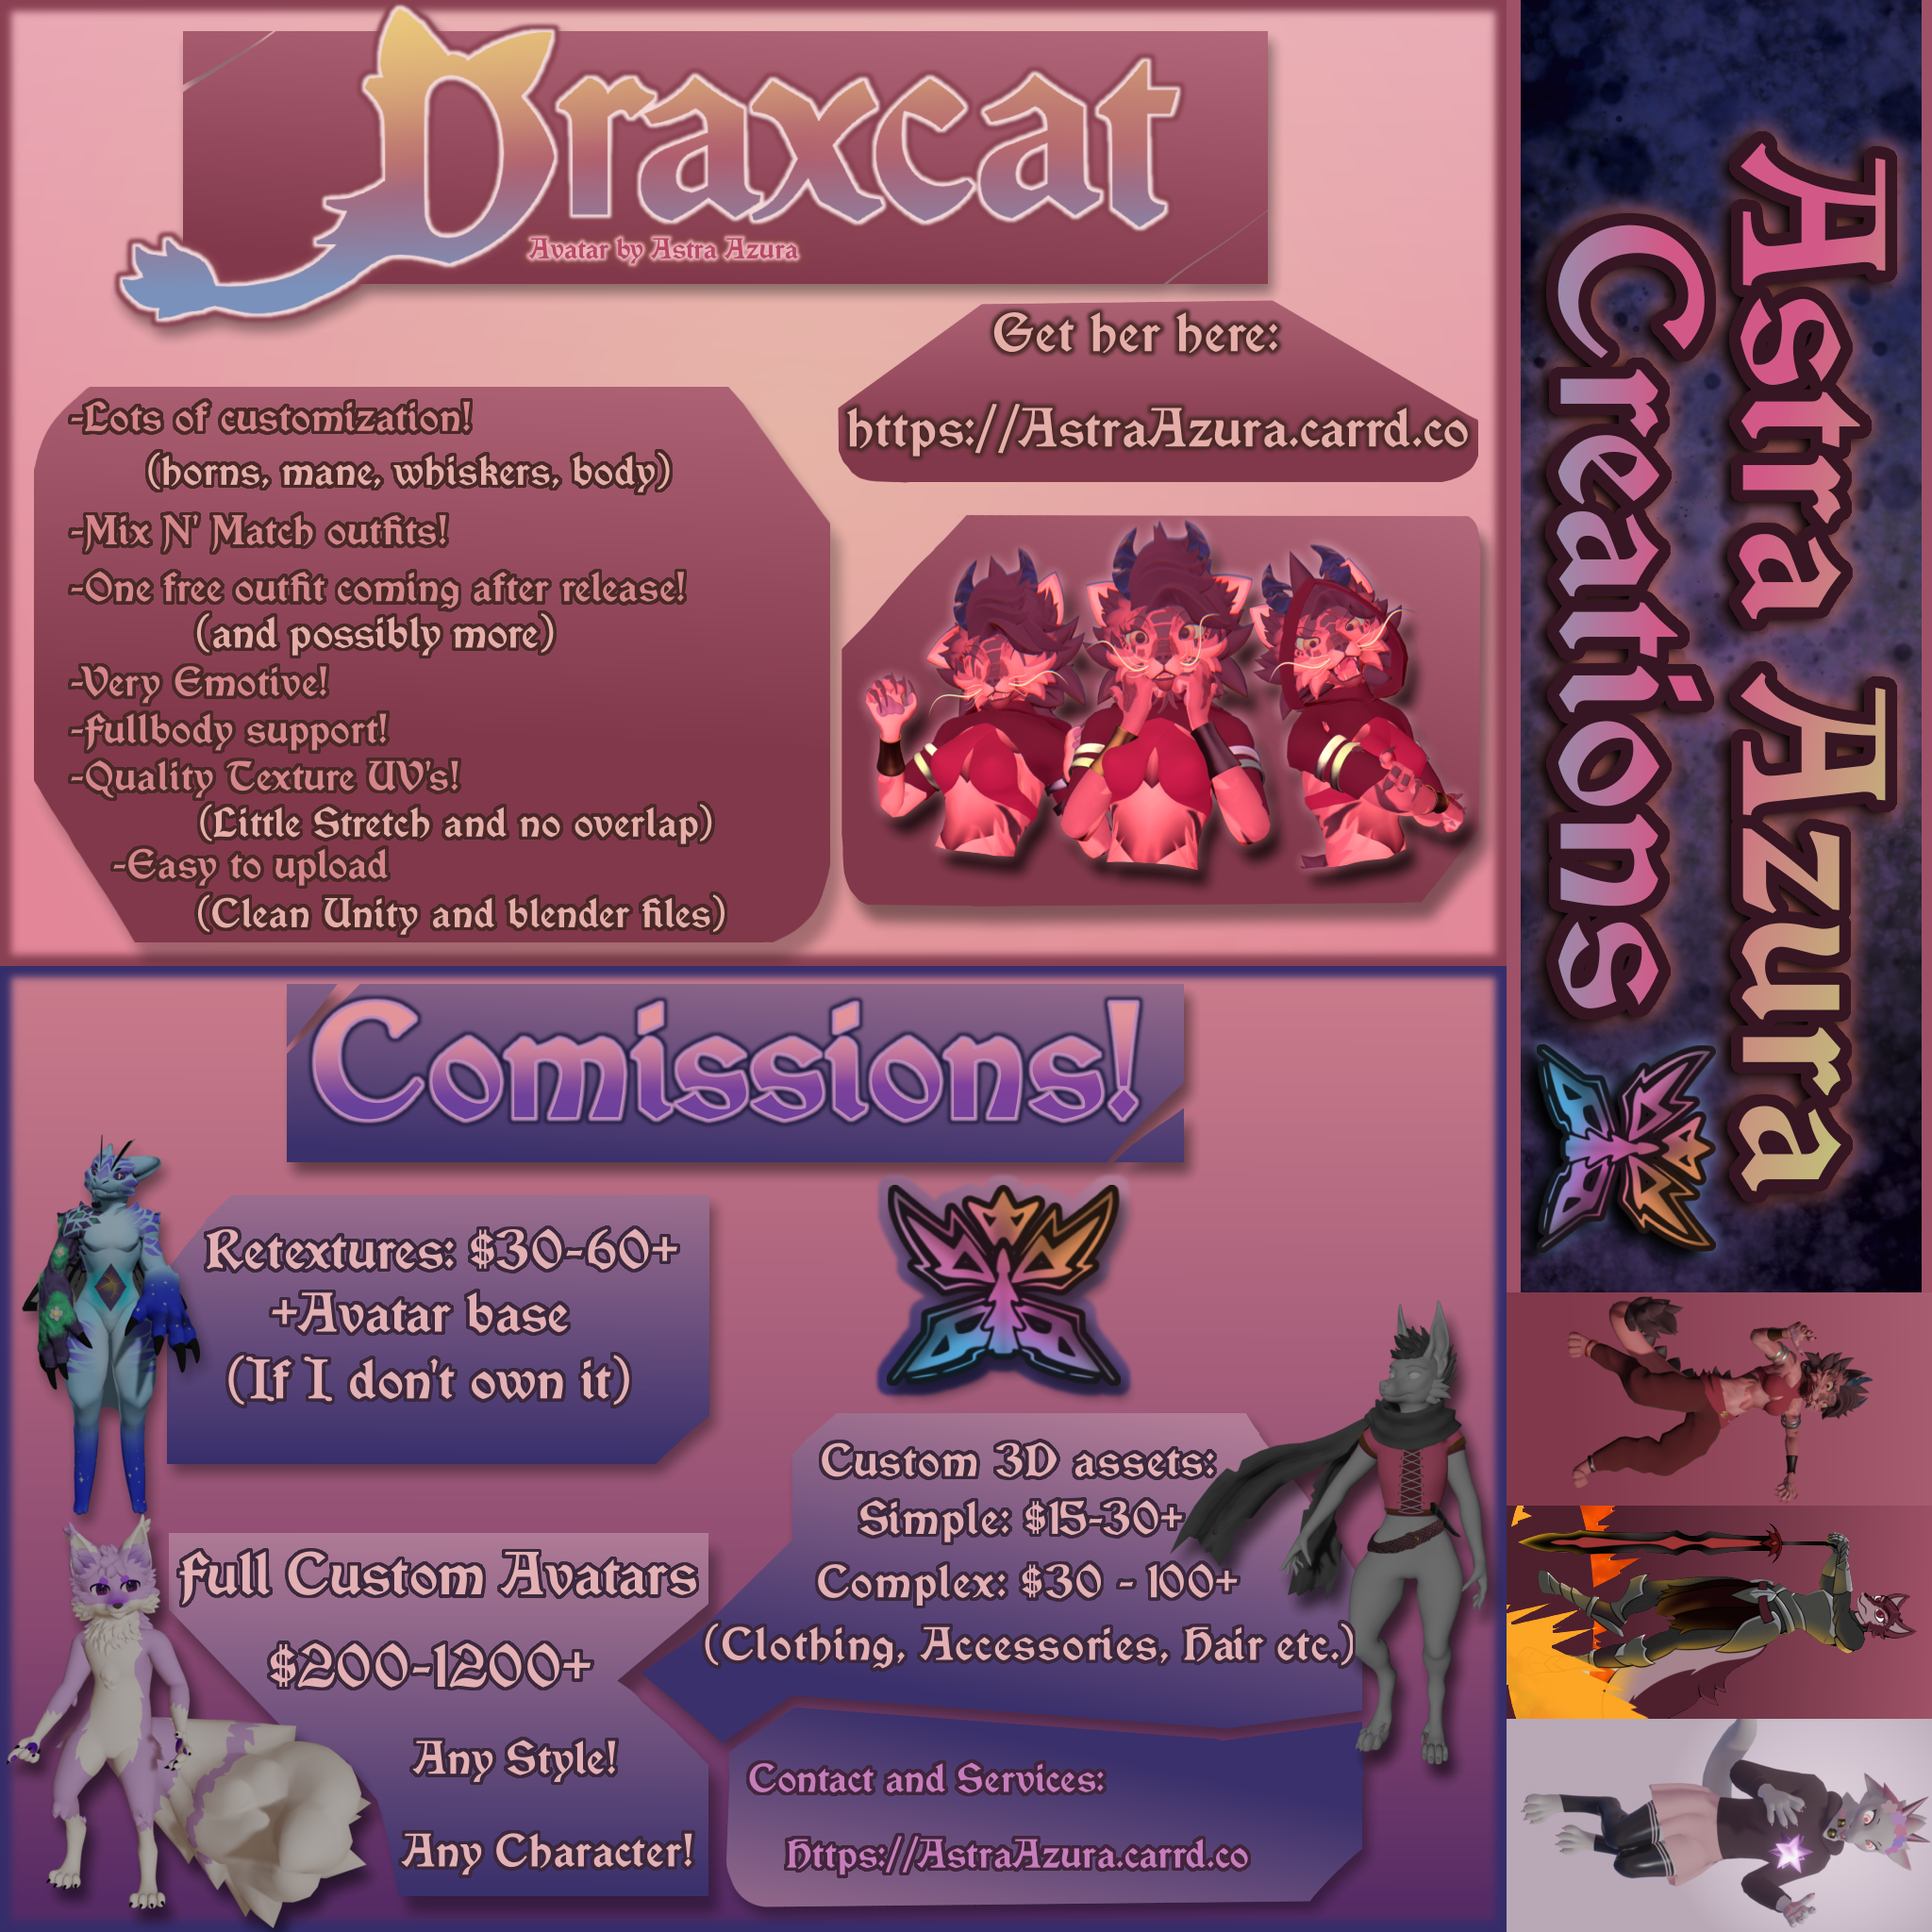 Draxcat
Avatar by Astra Azura
Get her here:
https://AstraAzura.carrd.co
-Lots of customization!
(horns, mane, whiskers, body)
-Mix N' Match outfits!
-One free outfit coming after release!
(and possibly more)
-Very Emotive!
-Fullbody support!
-Quality Texture UV's!
(Little Stretch and no overlap)
-Easy to upload
(Clean Unity and blender files)
Comissions!
Retextures: $30-60+
+Avatar base
(If I don't own it)
Full Custom Avatars
$200-1200+
Any Style!
Any Character!
Custom 3D assets:
Simple: $15-30+
Complex: $30 - 100+
(Clothing, Accessories, Hair etc.)
Contact and Services:
Https://AstraAzura.carrd.co
Astra Azura
Creations